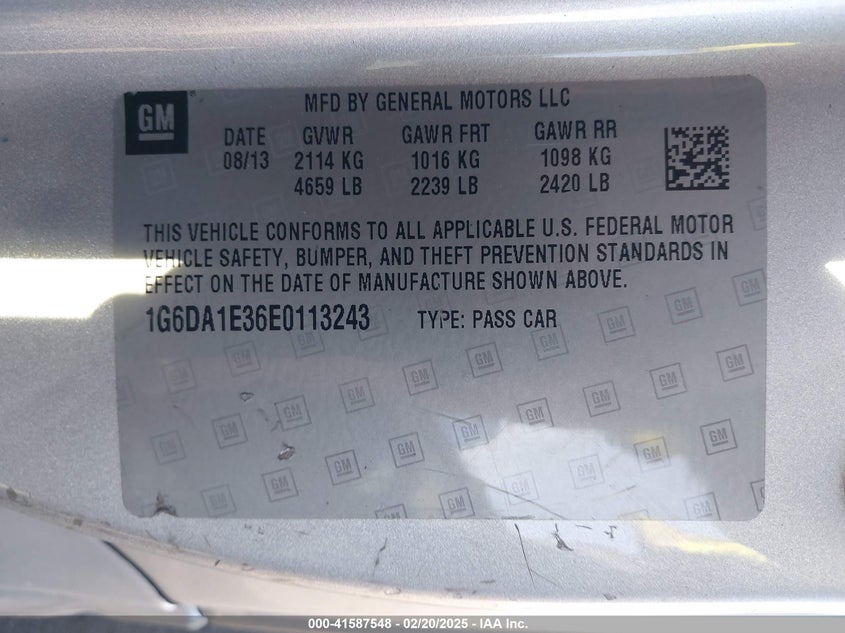 GM
MFD BY GENERAL MOTORS LLC
DATE GVWR GAWR FRT GAWR RR
08/13 2114 KG 1016 KG 1098 KG
4659 LB 2239 LB 2420 LB
THIS VEHICLE CONFORMS TO ALL APPLICABLE U.S. FEDERAL MOTOR
VEHICLE SAFETY, BUMPER, AND THEFT PREVENTION STANDARDS IN
EFFECT ON THE DATE OF MANUFACTURE SHOWN ABOVE.
1G6DA1E36E0113243 TYPE: PASS CAR
000-41587548 - 02/20/2025 - IAA Inc.